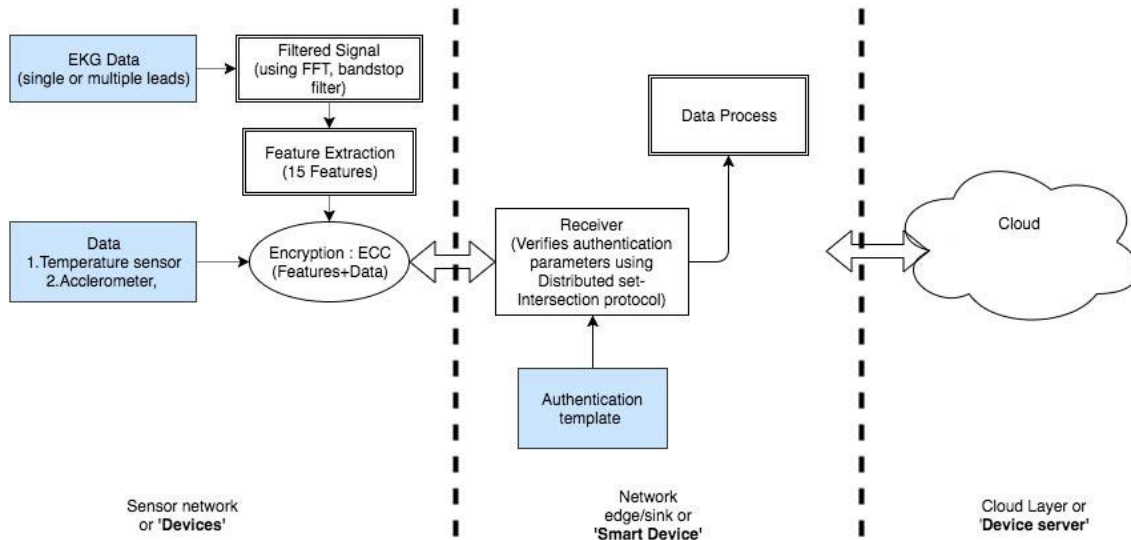 EKG Data
(single or multiple leads)
Filtered Signal
(using FFT, bandstop
filter)
Feature Extraction
(15 Features)
Data
1.Temperature sensor
2.Acclerometer,
Encryption : ECC
(Features+Data)
Receiver
(Verifies authentication
parameters using
Distributed set-
Intersection protocol)
Data Process
Authentication
template
Cloud
Sensor network
or 'Devices'
Network
edge/sink or
'Smart Device'
Cloud Layer or
'Device server'